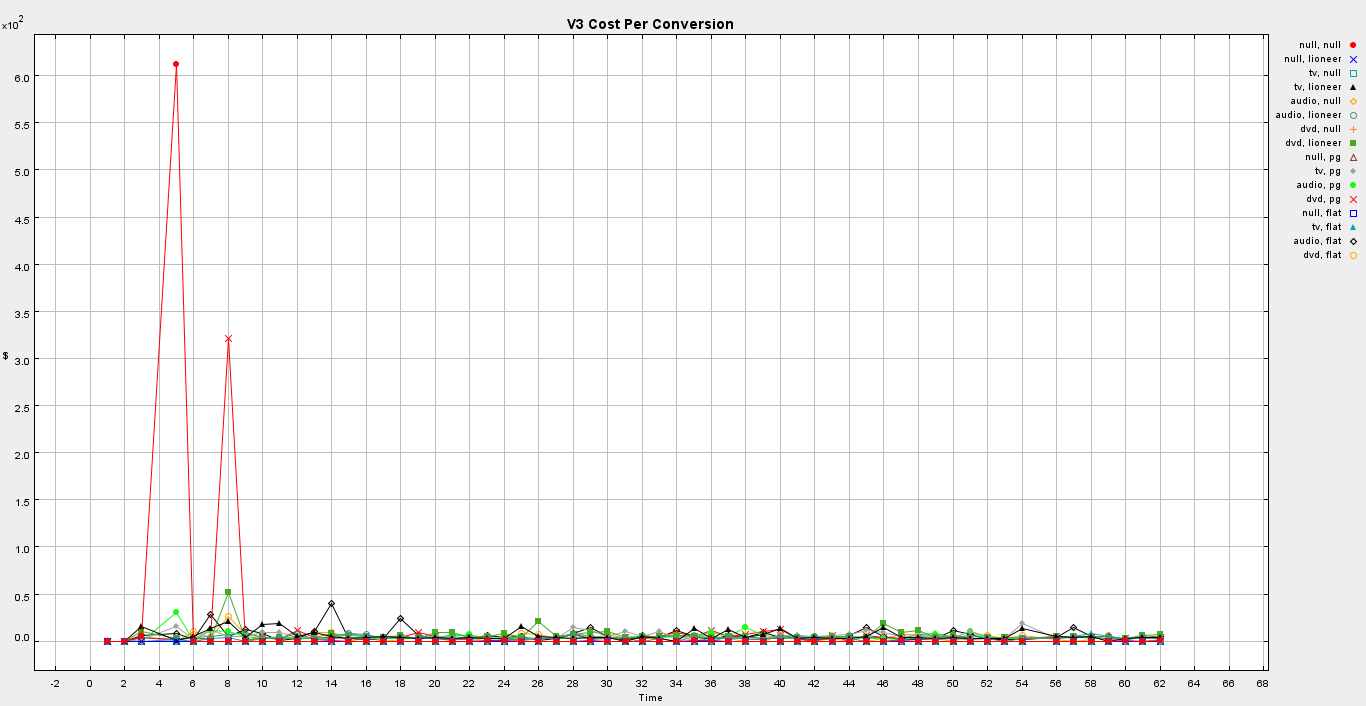 V3 Cost Per Conversion
x10^2
6.0
5.5
5.0
4.5
4.0
3.5
3.0
2.5
2.0
1.5
1.0
0.5
0.0
$
-2 0 2 4 6 8 10 12 14 16 18 20 22 24 26 28 30 32 34 36 38 40 42 44 46 48 50 52 54 56 58 60 62 64 66 68
Time
null, null
null, lioneer
tv, null
tv, lioneer
audio, null
audio, lioneer
dvd, null
dvd, lioneer
null, pg
tv, pg
audio, pg
dvd, pg
null, flat
tv, flat
audio, flat
dvd, flat